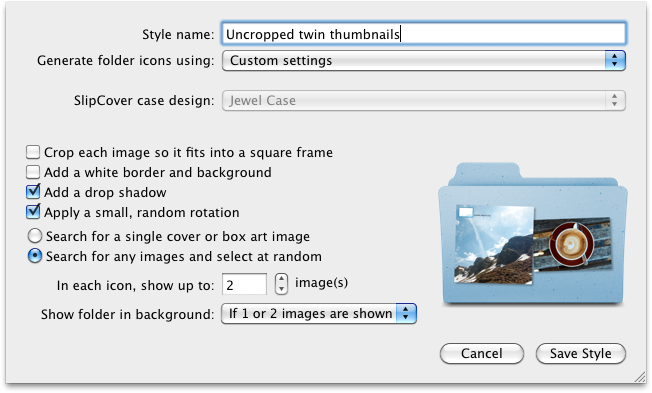 Style name: Uncropped twin thumbnails
Generate folder icons using: Custom settings
SlipCover case design: Jewel Case
Crop each image so it fits into a square frame
Add a white border and background
Add a drop shadow
Apply a small, random rotation
Search for a single cover or box art image
Search for any images and select at random
In each icon, show up to: 2 image(s)
Show folder in background: If 1 or 2 images are shown
Cancel Save Style